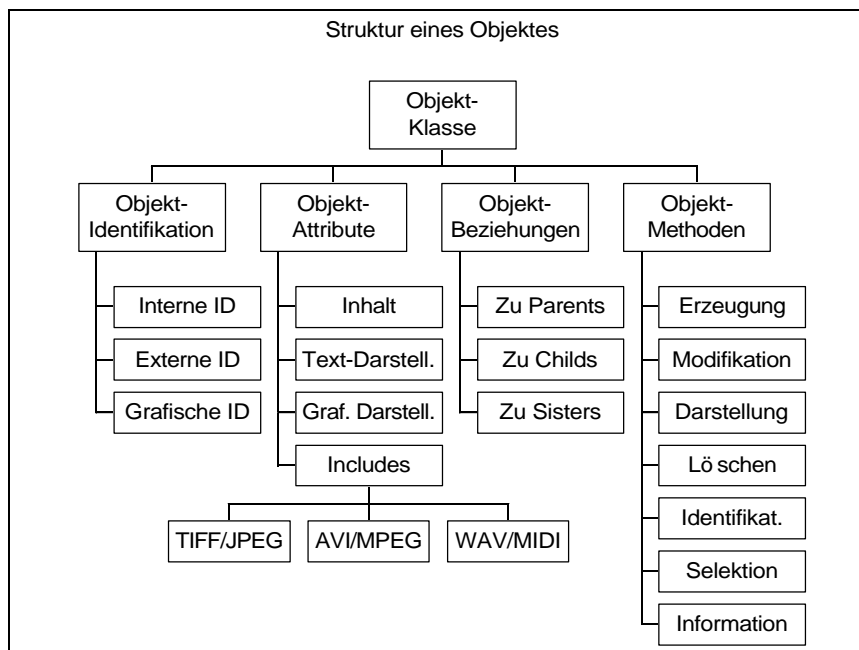 Struktur eines Objektes
Objekt-
Klasse
Objekt-
Identifikation
Objekt-
Attribute
Objekt-
Beziehungen
Objekt-
Methoden
Interne ID
Externe ID
Grafische ID
Inhalt
Text-Darstell.
Graf. Darstell.
Includes
TIFF/JPEG
AVI/MPEG
WAV/MIDI
Zu Parents
Zu Childs
Zu Sisters
Erzeugung
Modifikation
Darstellung
Lö schen
Identifikat.
Selektion
Information